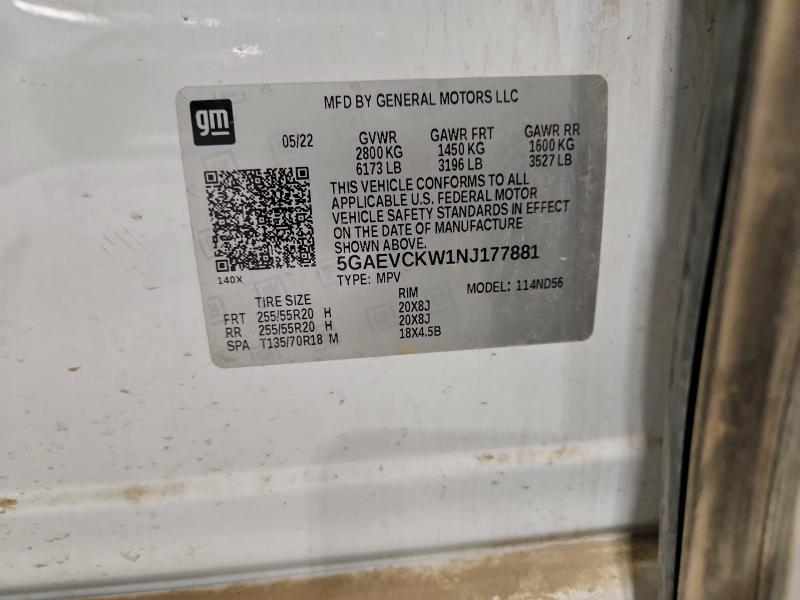 gm
MFD BY GENERAL MOTORS LLC
05/22 GVWR GAWR FRT GAWR RR
2800 KG 1450 KG 1600 KG
6173 LB 3196 LB 3527 LB
THIS VEHICLE CONFORMS TO ALL
APPLICABLE U.S. FEDERAL MOTOR
VEHICLE SAFETY STANDARDS IN EFFECT
ON THE DATE OF MANUFACTURE
SHOWN ABOVE.
5GAEVCKW1NJ177881
140X
TYPE: MPV MODEL: 114ND56
TIRE SIZE RIM
FRT 255/55R20 H 20X8J
RR 255/55R20 H 20X8J
SPA T135/70R18 M 18X4.5B